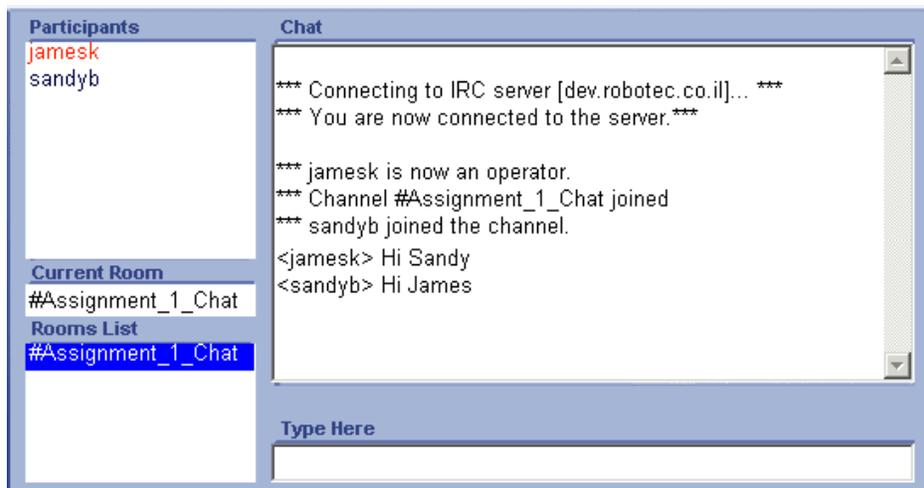 Participants
jamesk
sandyb
Current Room
#Assignment_1_Chat
Rooms List
#Assignment_1_Chat
Chat
*** Connecting to IRC server [dev.robotec.co.il]... ***
*** You are now connected to the server.***
*** jamesk is now an operator.
*** Channel #Assignment_1_Chat joined
*** sandyb joined the channel.
<jamesk> Hi Sandy
<sandyb> Hi James
Type Here